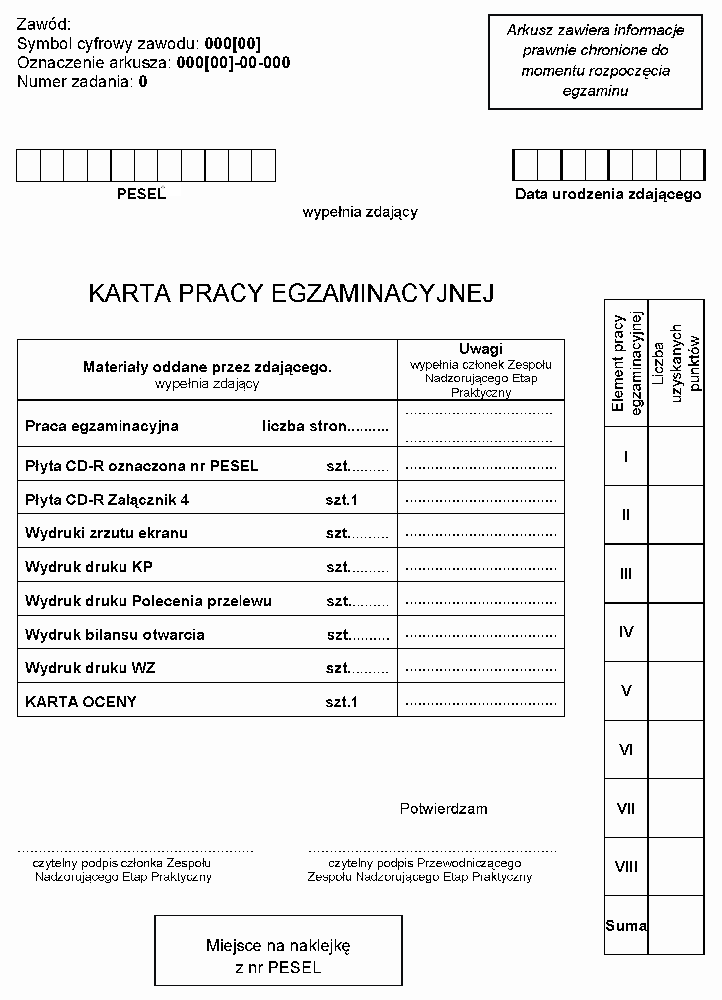 Zawód:
Symbol cyfrowy zawodu: 000[00]
Oznaczenie arkusza: 000[00]-00-000
Numer zadania: 0
Arkusz zawiera informacje
prawnie chronione do
momentu rozpoczęcia
egzaminu
PESEL*
Data urodzenia zdającego
wypełnia zdający
KARTA PRACY EGZAMINACYJNEJ
Materiały oddane przez zdającego.
wypełnia zdający
Uwagi
wypełnia członek Zespołu
Nadzorującego Etap
Praktyczny
Praca egzaminacyjna liczba stron..........
...................................
...................................
Płyta CD-R oznaczona nr PESEL szt.......... ....................................
Płyta CD-R Załącznik 4 szt.1 ....................................
Wydruki zrzutu ekranu szt.......... ....................................
Wydruk druku KP szt.......... ....................................
Wydruk druku Polecenia przelewu szt.......... ....................................
Wydruk bilansu otwarcia szt.......... ....................................
Wydruk druku WZ szt.......... ....................................
KARTA OCENY szt.1 ....................................
Element pracy
egzaminacyjnej
Liczba
uzyskanych
punktów
I
II
III
IV
V
VI
VII
VIII
Suma
Potwierdzam
........................................................
czytelny podpis członka Zespołu
Nadzorującego Etap Praktyczny
...........................................................
czytelny podpis Przewodniczącego
Zespołu Nadzorującego Etap Praktyczny
Miejsce na naklejkę
z nr PESEL